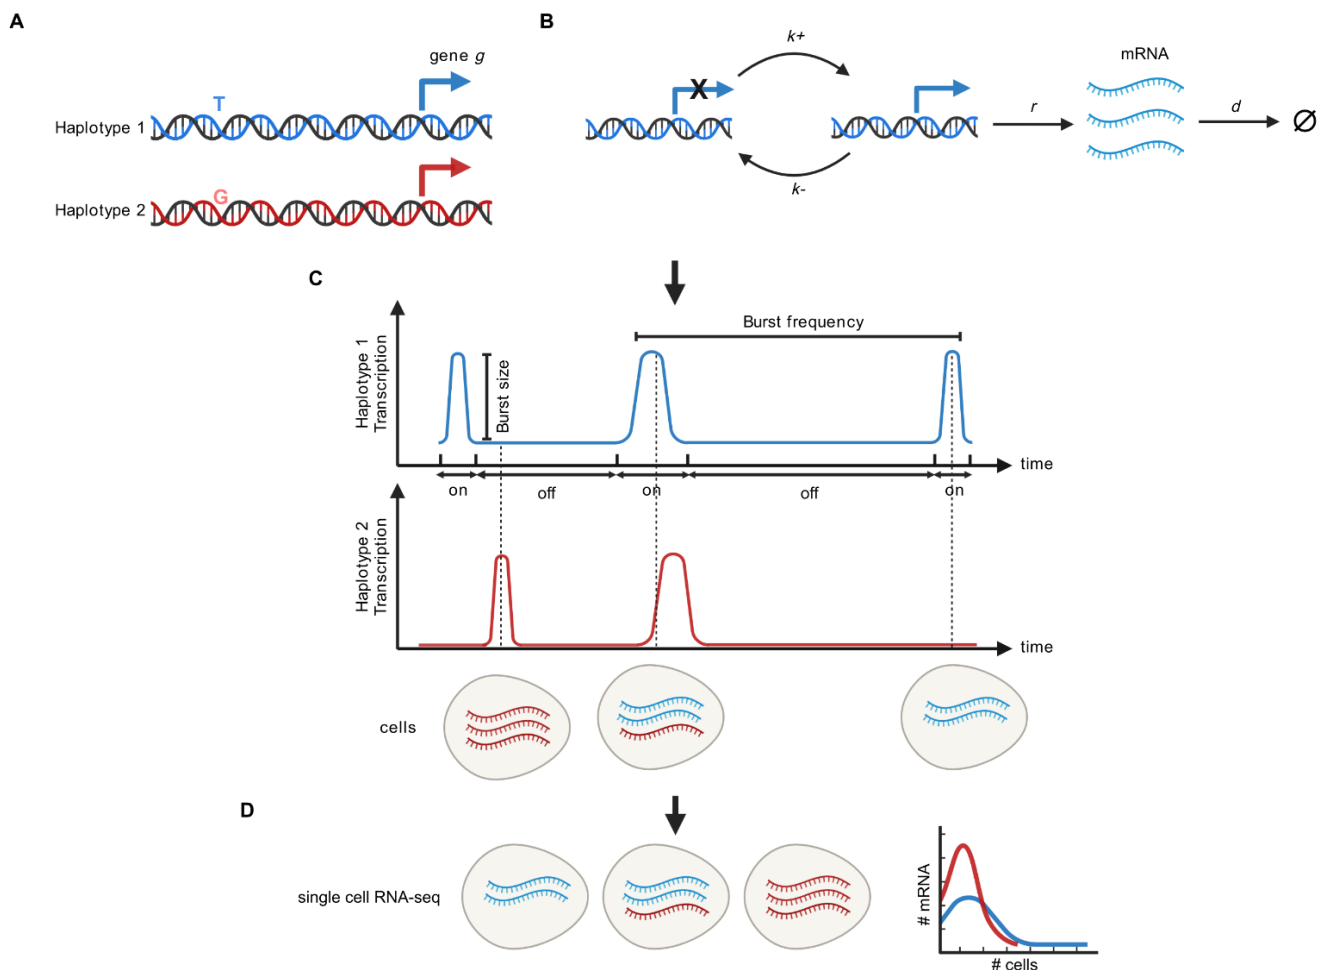 A
gene g
T
Haplotype 1
G
Haplotype 2
B
k+
k-
r
mRNA
d
∅
C
Burst frequency
Burst size
Haplotype 1
Transcription
time
on
off
on
off
on
Haplotype 2
Transcription
time
cells
D
single cell RNA-seq
# mRNA
# cells